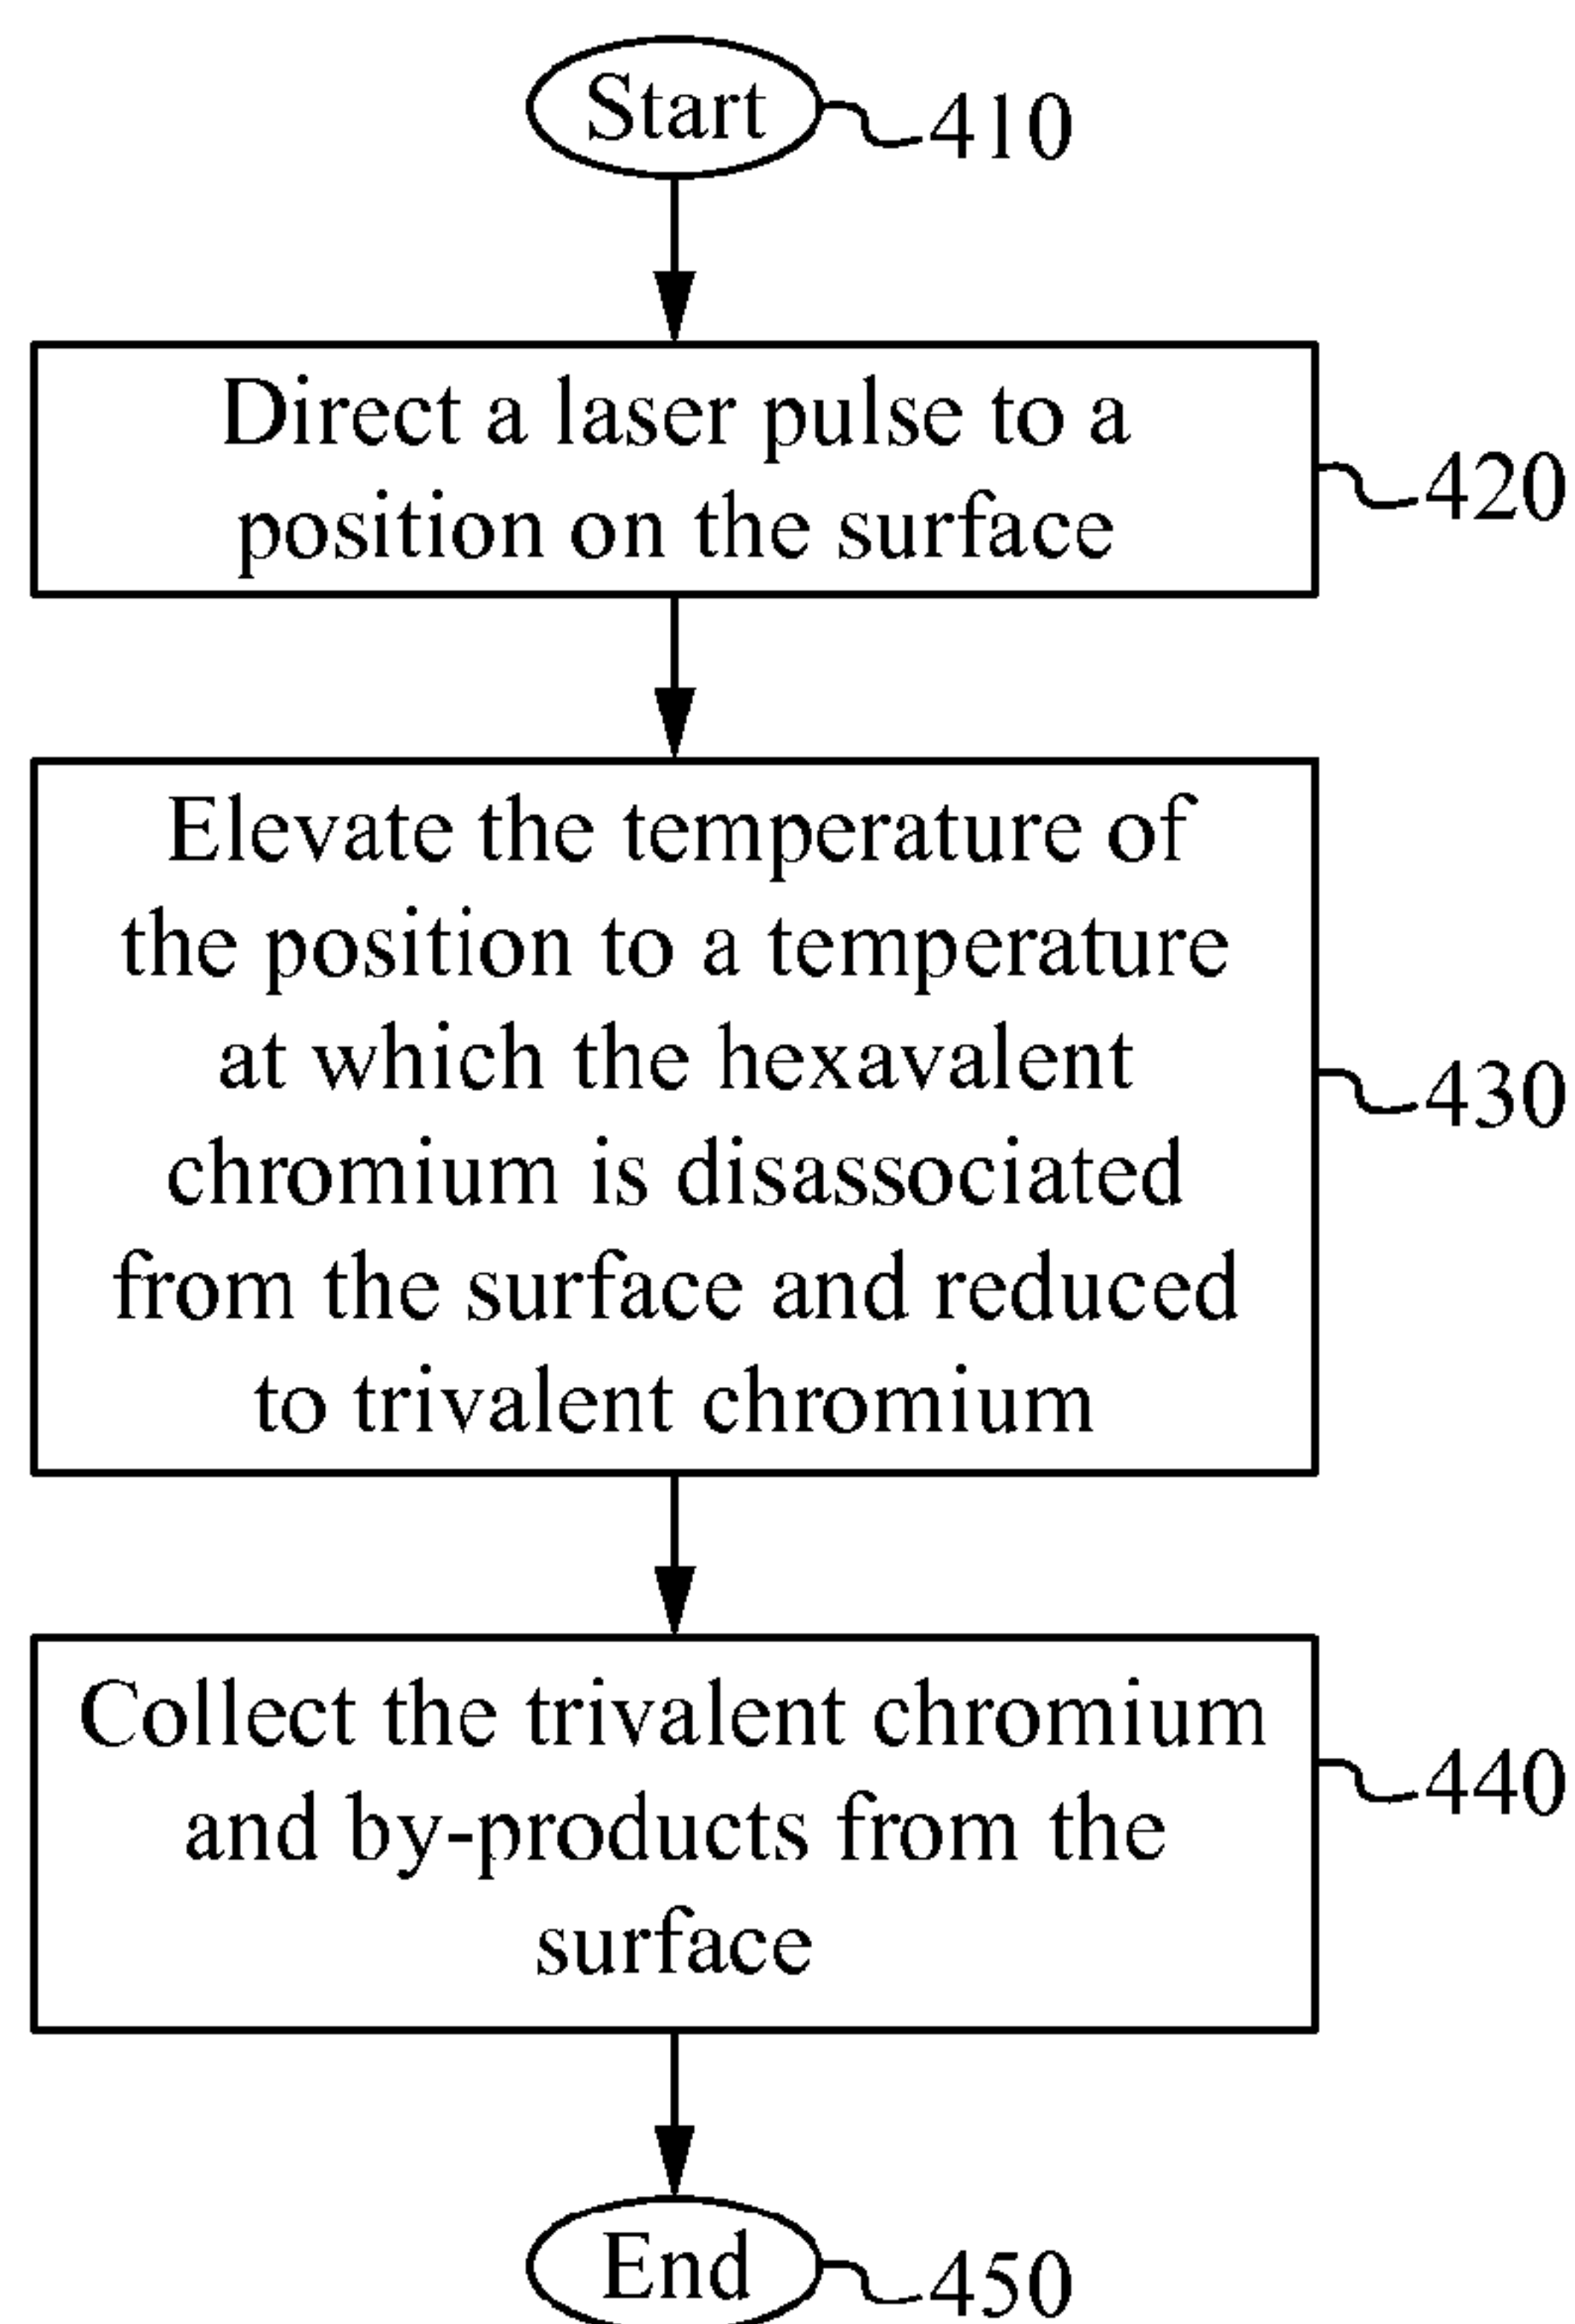 Start
410
Direct a laser pulse to a
position on the surface
420
Elevate the temperature of
the position to a temperature
at which the hexavalent
chromium is disassociated
from the surface and reduced
to trivalent chromium
430
Collect the trivalent chromium
and by-products from the
surface
440
End
450